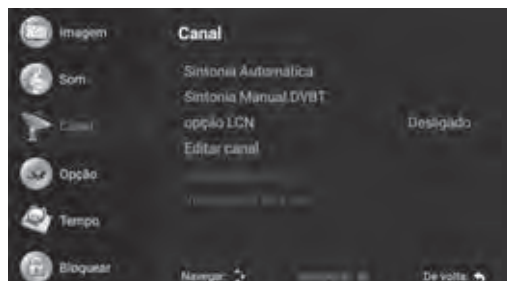 Imagem
Som
Canal
Opção
Tempo
Bloquear
Canal
Sintonia Automática
Sintonia Manual DVBT
opção LCN Desligado
Editar canal
Navegar:
De volta: